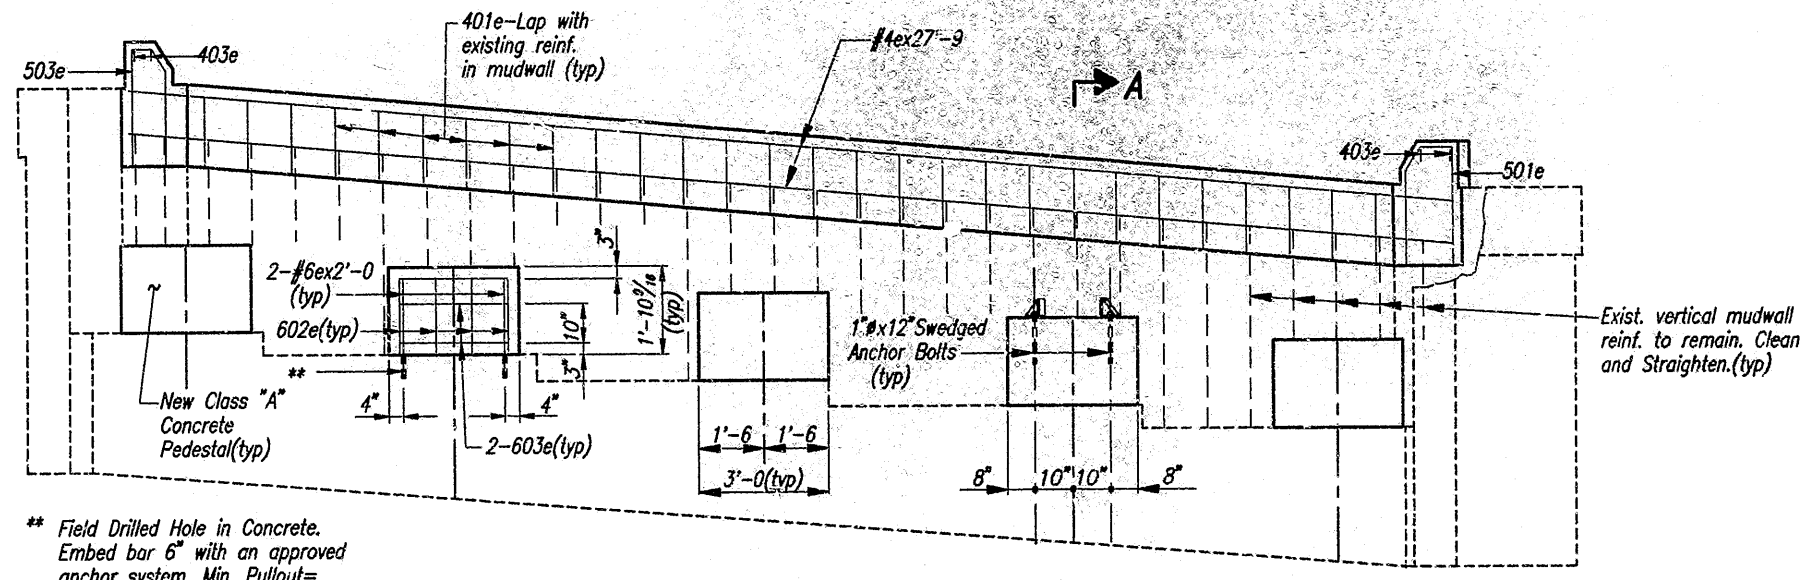 401e-Lap with
existing reinf.
in mudwall (typ)
#4ex27'-9
A
503e
403e
403e
501e
2-#6ex2'-0
(typ)
602e(typ)
**
3"
1'-10 9/16
(typ)
10"
3"
4"
4"
2-603e(typ)
New Class "A"
Concrete
Pedestal(typ)
1"øx12" Swedged
Anchor Bolts
(typ)
1'-6
1'-6
3'-0(typ)
8"
10"
10"
8"
Exist. vertical mudwall
reinf. to remain. Clean
and Straighten.(typ)
** Field Drilled Hole in Concrete.
Embed bar 6" with an approved
anchor system. Min. Pullout=